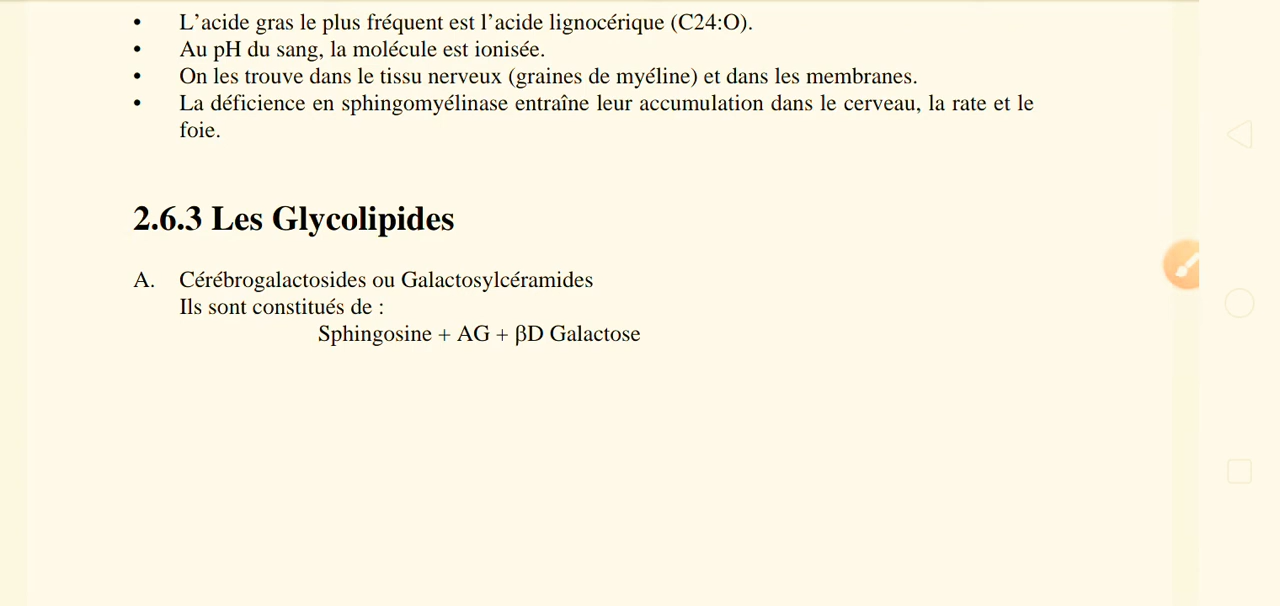 • L’acide gras le plus fréquent est l’acide lignocérique (C24:O).
• Au pH du sang, la molécule est ionisée.
• On les trouve dans le tissu nerveux (graines de myéline) et dans les membranes.
• La déficience en sphingomyélinase entraîne leur accumulation dans le cerveau, la rate et le
foie.
2.6.3 Les Glycolipides
A. Cérébrogalactosides ou Galactosylcéramides
Ils sont constitués de :
Sphingosine + AG + βD Galactose